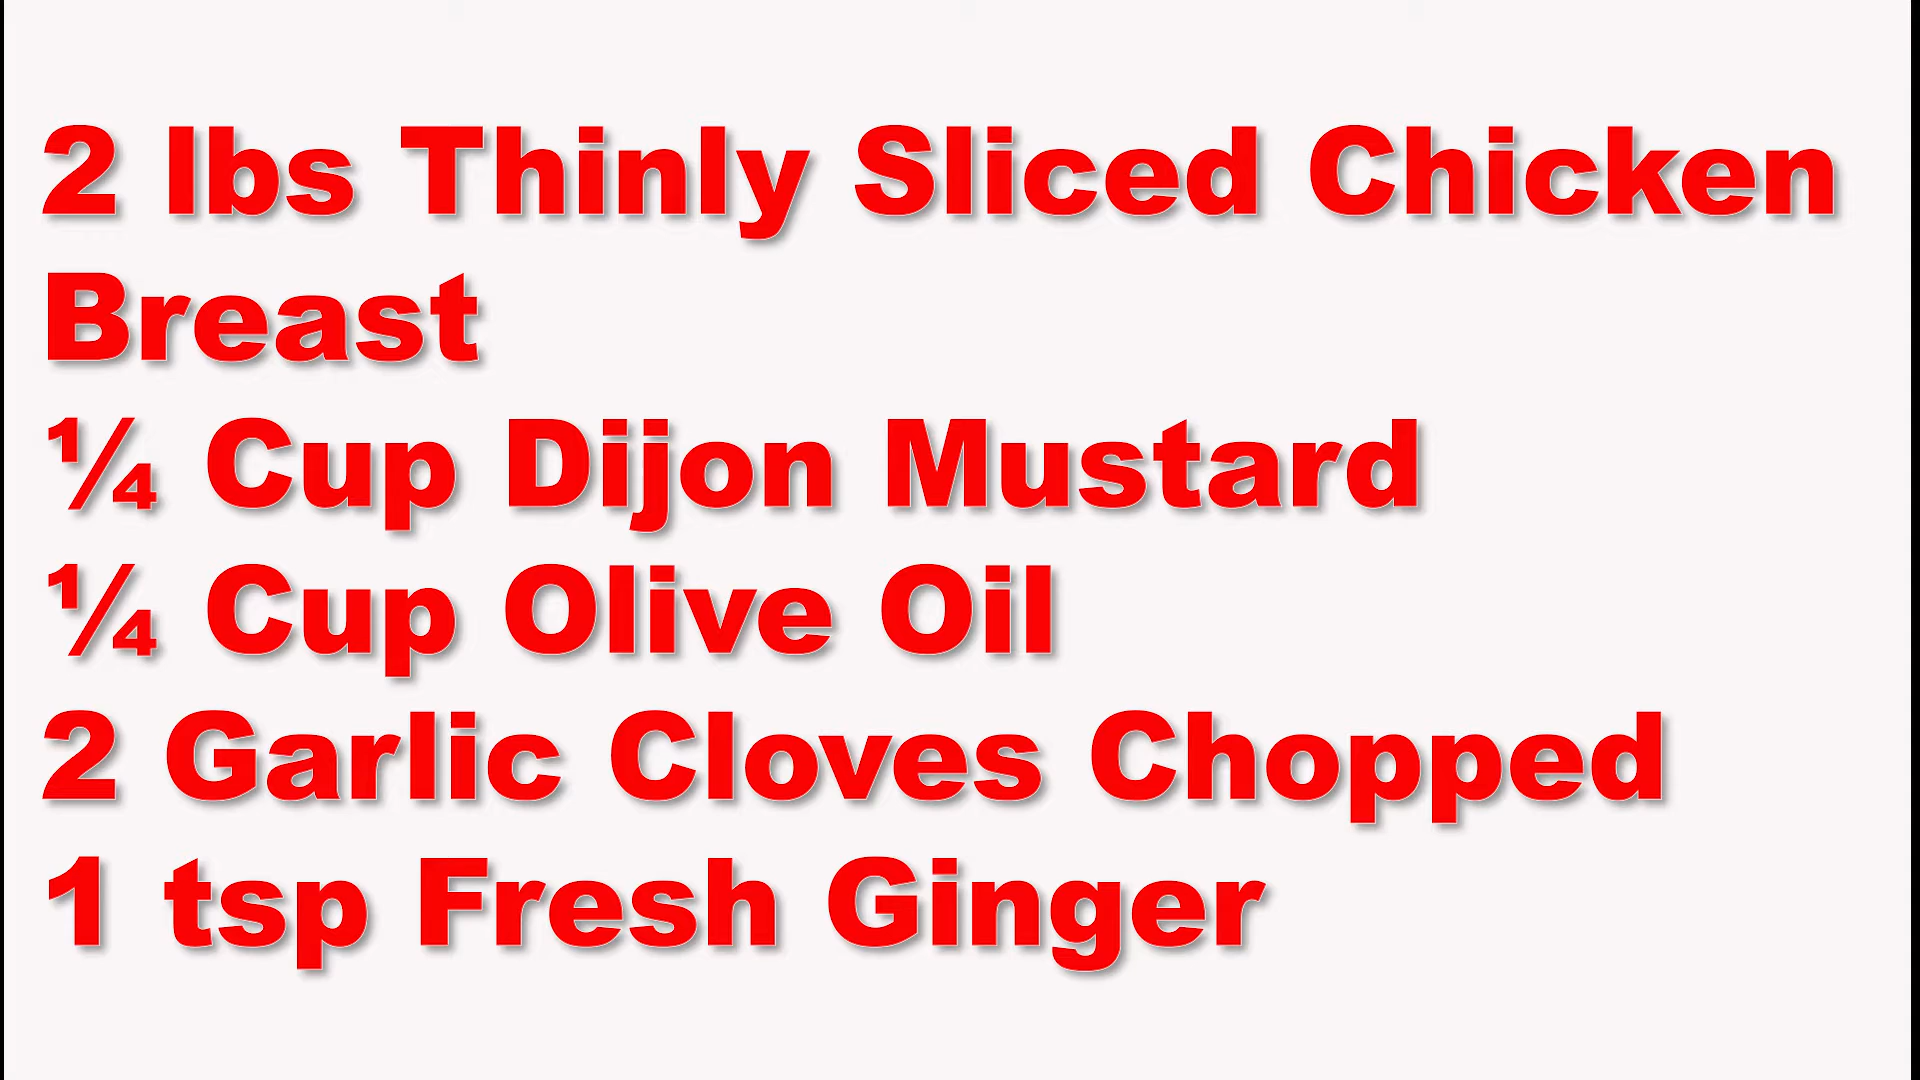 2 lbs Thinly Sliced Chicken
Breast
¼ Cup Dijon Mustard
¼ Cup Olive Oil
2 Garlic Cloves Chopped
1 tsp Fresh Ginger